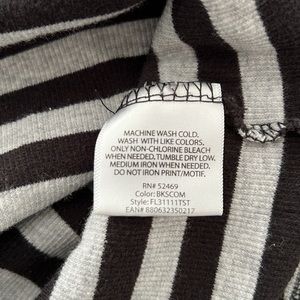 MACHINE WASH COLD.
WASH WITH LIKE COLORS,
ONLY NON-CHLORINE BLEACH
WHEN NEEDED, TUMBLE DRY LOW.
MEDIUM IRON WHEN NEEDED.
DO NOT IRON PRINT/MOTIF.
RN# 52469
Color: BKSCOM
Style: FL31111TST
EAN# 880632350217